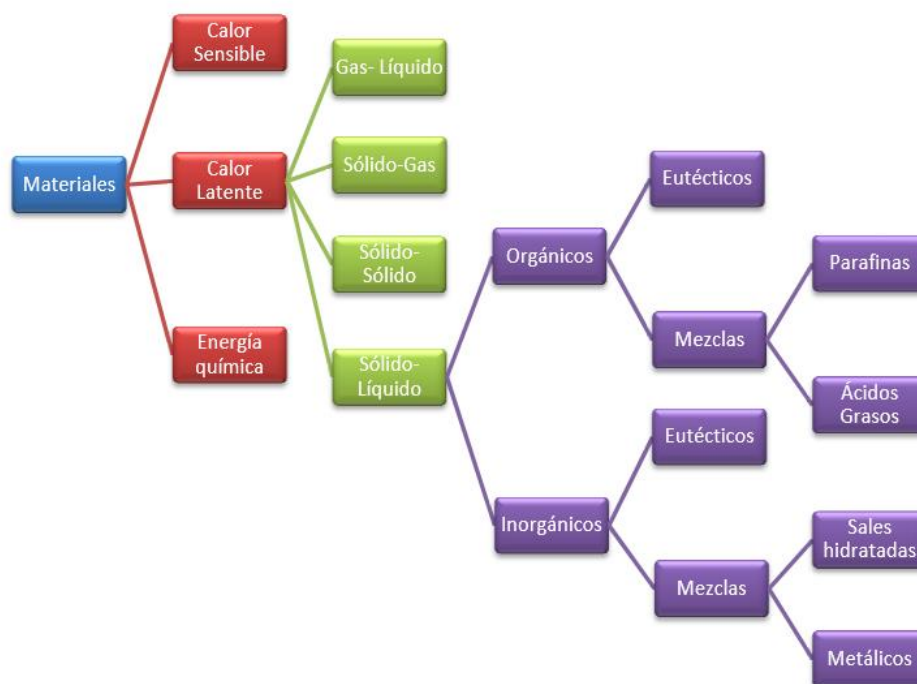 Materiales
Calor
Sensible
Calor
Latente
Energía
química
Gas- Líquido
Sólido-Gas
Sólido-
Sólido
Sólido-
Líquido
Orgánicos
Eutécticos
Mezclas
Parafinas
Ácidos
Grasos
Inorgánicos
Eutécticos
Mezclas
Sales
hidratadas
Metálicos